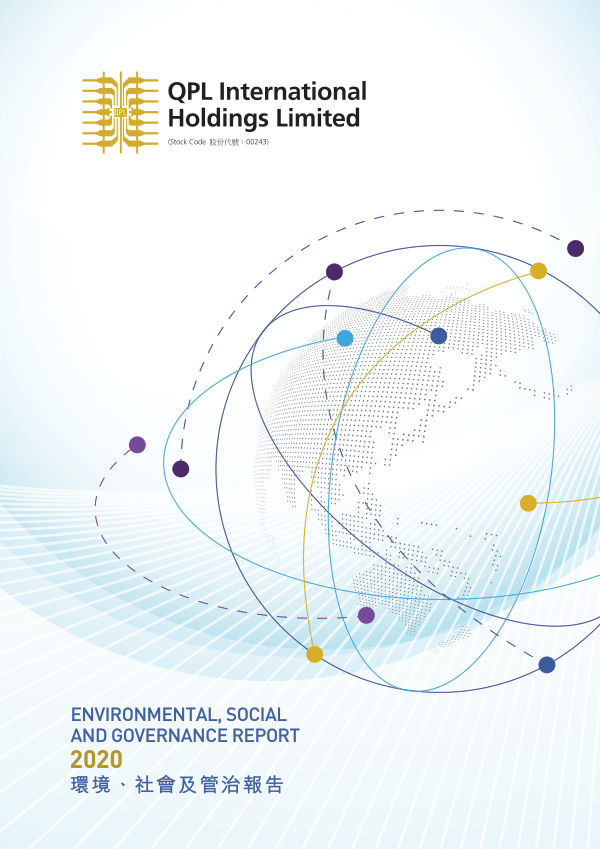 QPL
QPL International
Holdings Limited
(Stock Code 股份代號：00243)
ENVIRONMENTAL, SOCIAL
AND GOVERNANCE REPORT
2020
環境、社會及管治報告